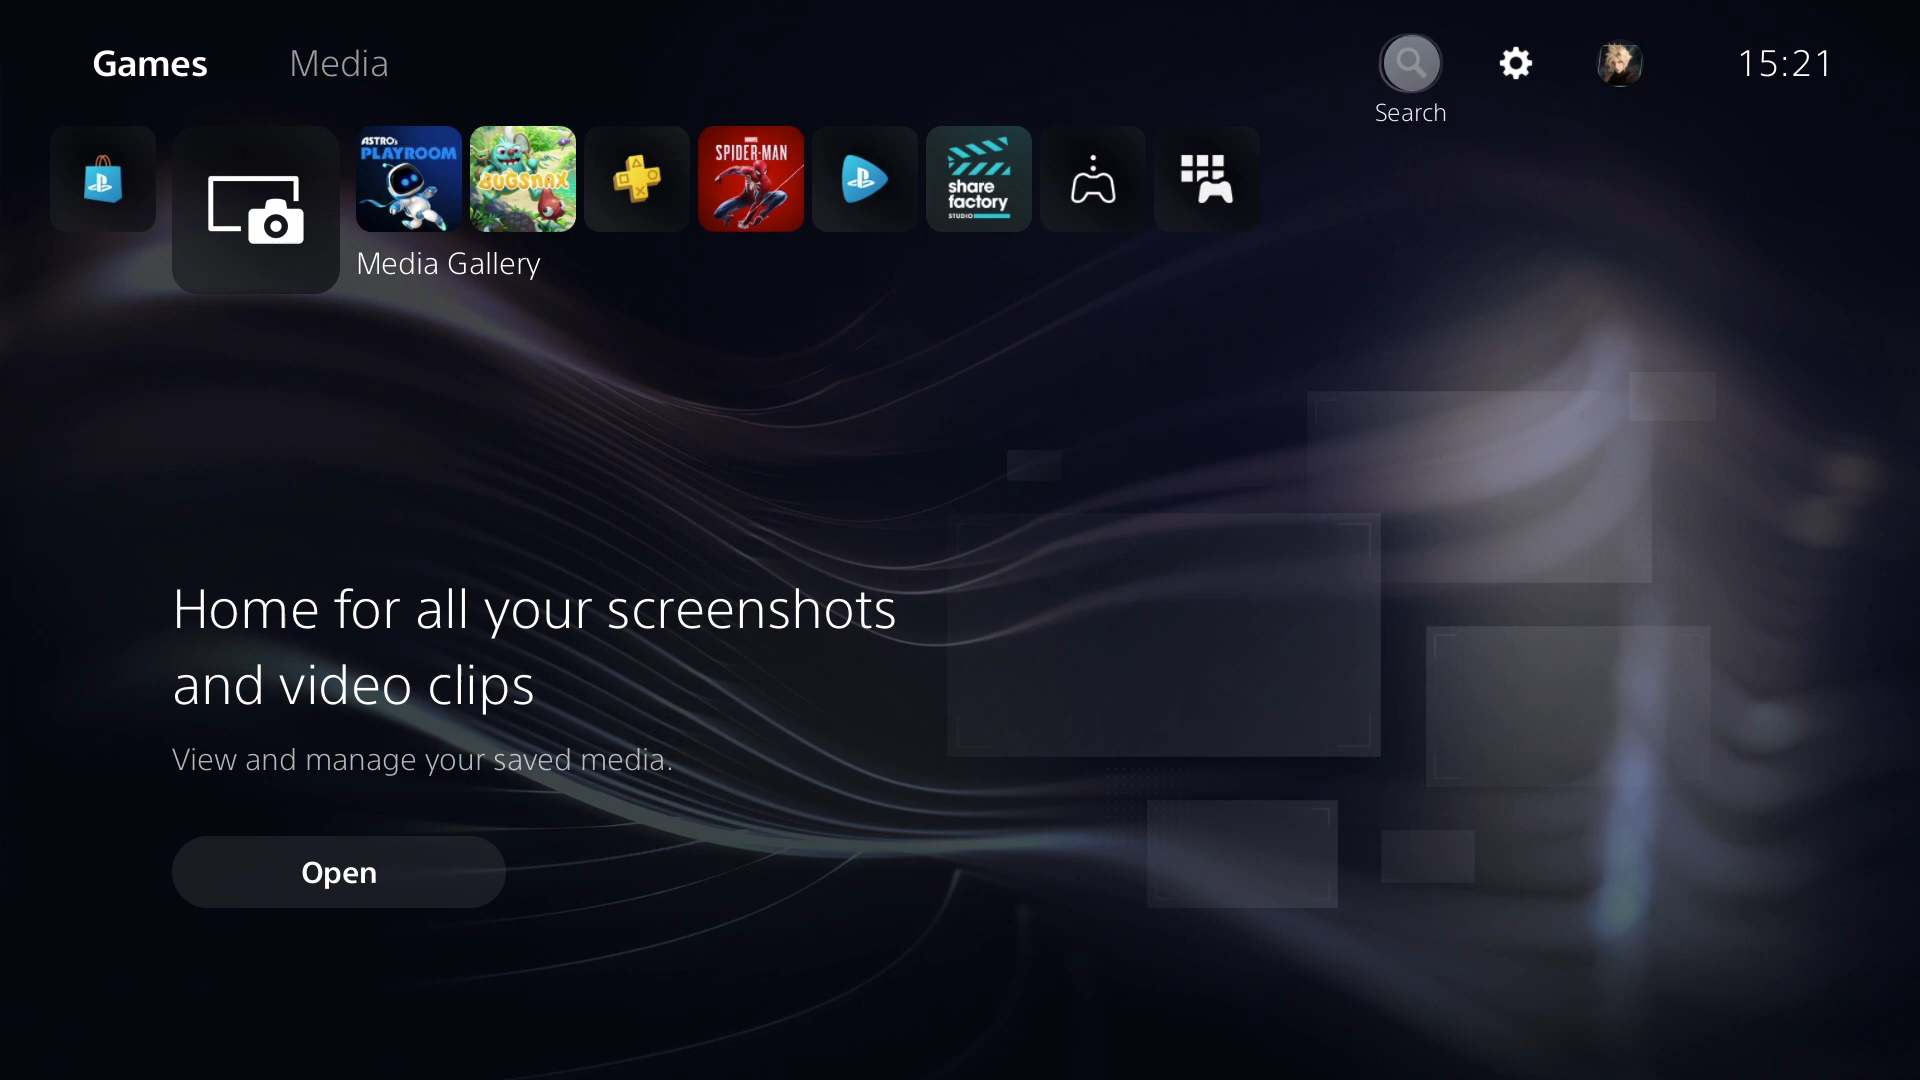 Games
Media
15:21
Search
ASTRO's
PLAYROOM
BUGSNAX
MARVEL
SPIDER-MAN
share
factory
STUDIO
Media Gallery
Home for all your screenshots
and video clips
View and manage your saved media.
Open